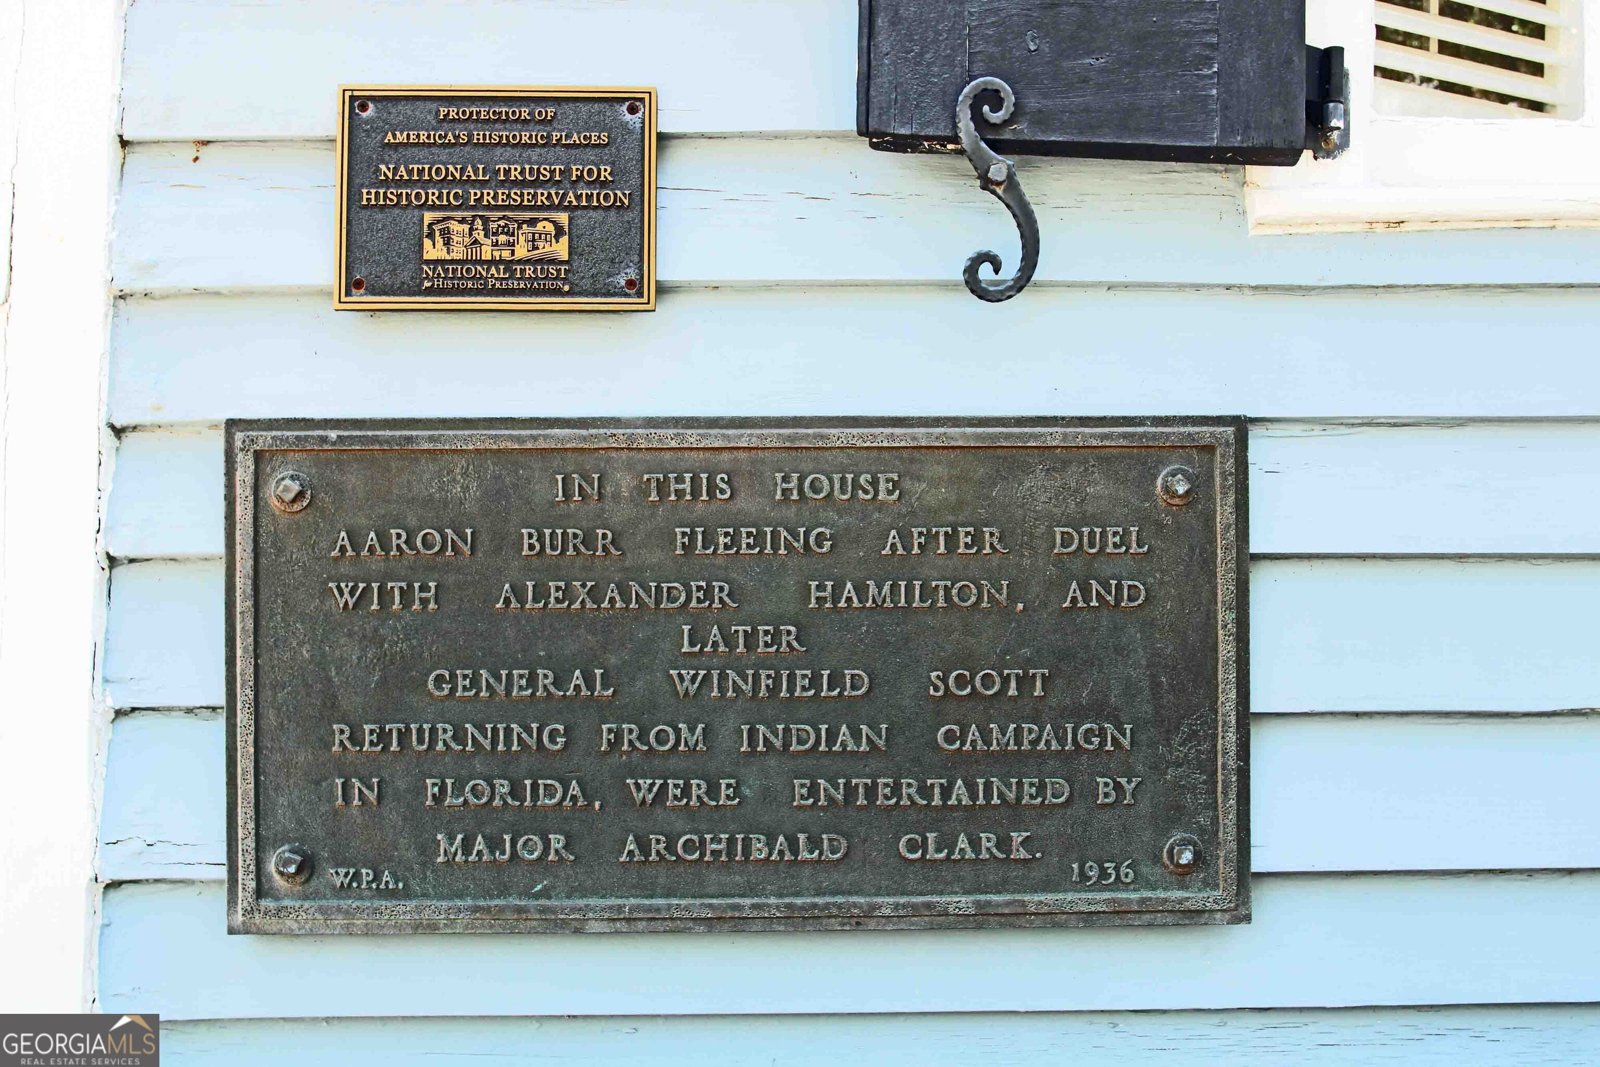 PROTECTOR OF
AMERICA'S HISTORIC PLACES
NATIONAL TRUST FOR
HISTORIC PRESERVATION
NATIONAL TRUST
for HISTORIC PRESERVATION
IN THIS HOUSE
AARON BURR FLEEING AFTER DUEL
WITH ALEXANDER HAMILTON, AND
LATER
GENERAL WINFIELD SCOTT
RETURNING FROM INDIAN CAMPAIGN
IN FLORIDA, WERE ENTERTAINED BY
MAJOR ARCHIBALD CLARK.
W.P.A. 1936
GEORGIAMLS
REAL ESTATE SERVICES